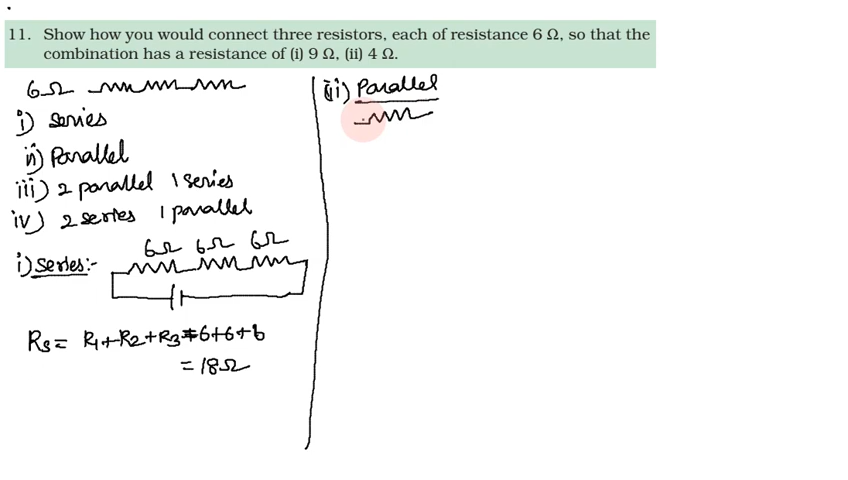 11. Show how you would connect three resistors, each of resistance 6 Ω, so that the
combination has a resistance of (i) 9 Ω, (ii) 4 Ω.
6Ω
i) Series
ii) Parallel
iii) 2 parallel 1 series
iv) 2 series 1 parallel
6Ω 6Ω 6Ω
i) Series:-
Rs = R1+R2+R3 = 6+6+6
= 18Ω
(ii) Parallel